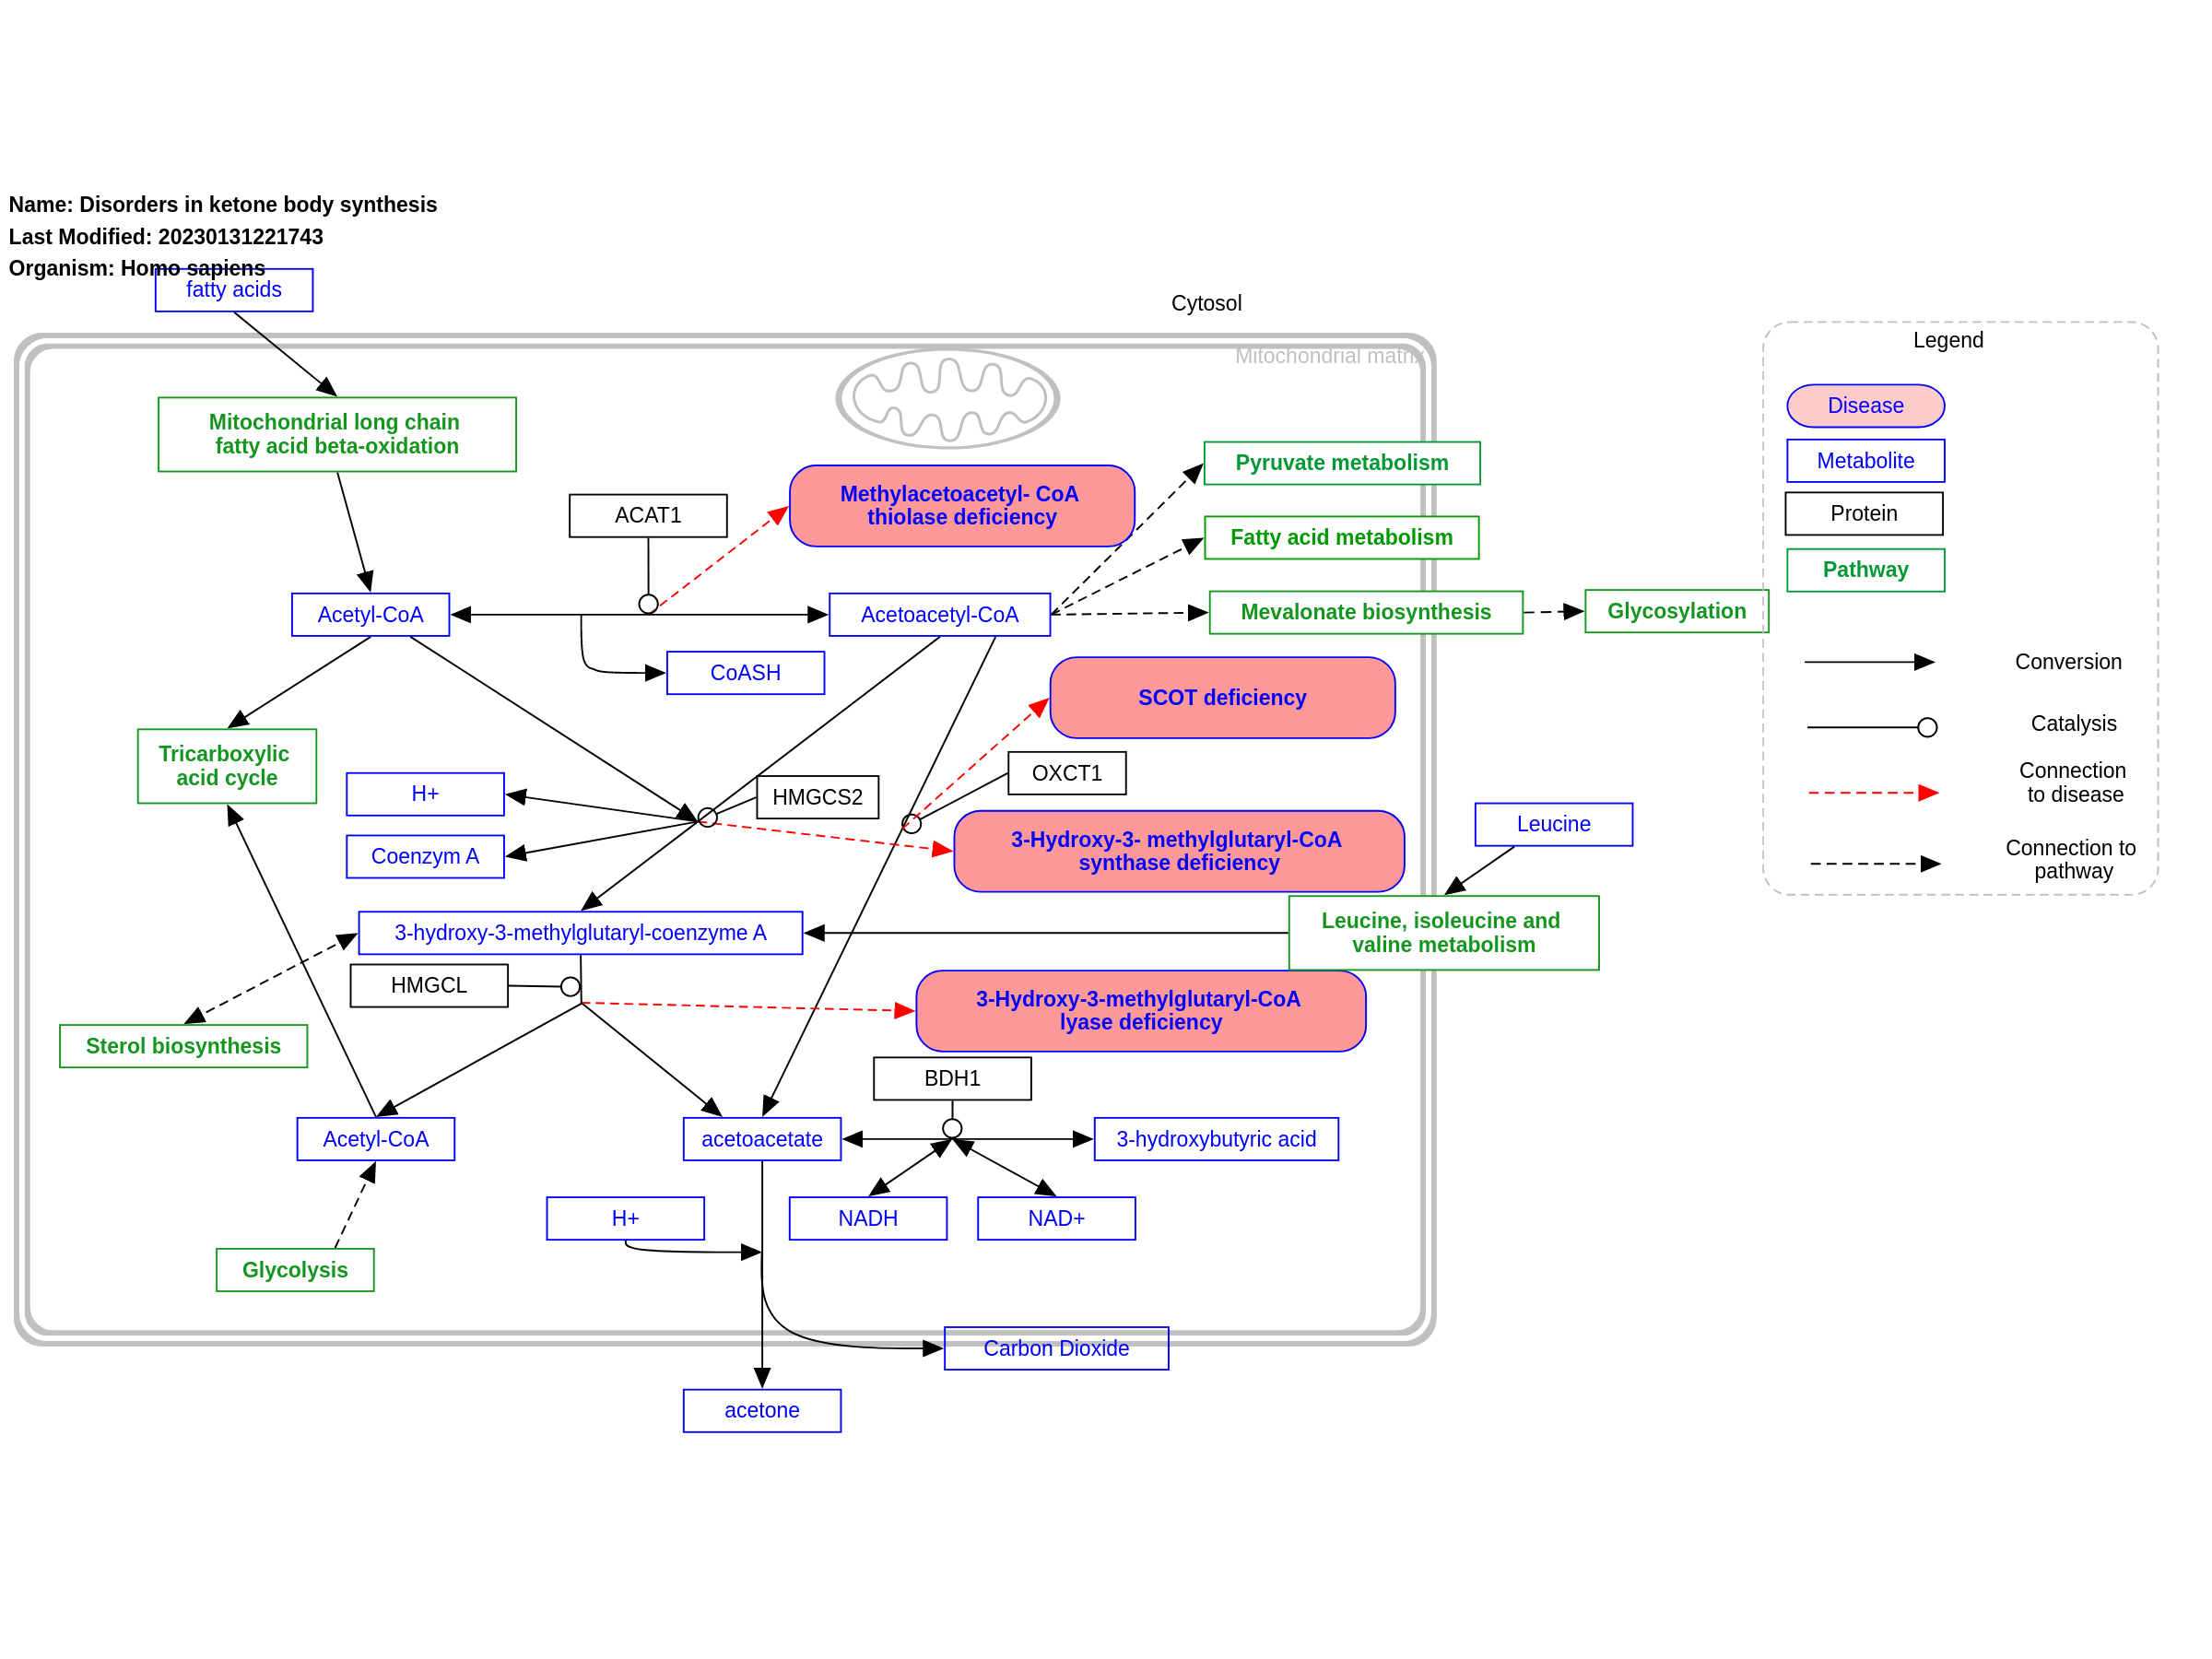 Name: Disorders in ketone body synthesis
Last Modified: 20230131221743
Organism: Homo sapiens
fatty acids
Cytosol
Mitochondrial matrix
Legend
Mitochondrial long chain
fatty acid beta-oxidation
Disease
Metabolite
Protein
Pathway
Pyruvate metabolism
Methylacetoacetyl- CoA
thiolase deficiency
ACAT1
Fatty acid metabolism
Acetyl-CoA
Acetoacetyl-CoA
Mevalonate biosynthesis
Glycosylation
CoASH
Conversion
SCOT deficiency
Catalysis
Tricarboxylic
acid cycle
OXCT1
Connection
to disease
H+
HMGCS2
Leucine
3-Hydroxy-3- methylglutaryl-CoA
synthase deficiency
Coenzym A
Connection to
pathway
3-hydroxy-3-methylglutaryl-coenzyme A
Leucine, isoleucine and
valine metabolism
HMGCL
3-Hydroxy-3-methylglutaryl-CoA
lyase deficiency
Sterol biosynthesis
BDH1
Acetyl-CoA
acetoacetate
3-hydroxybutyric acid
H+
NADH
NAD+
Glycolysis
Carbon Dioxide
acetone